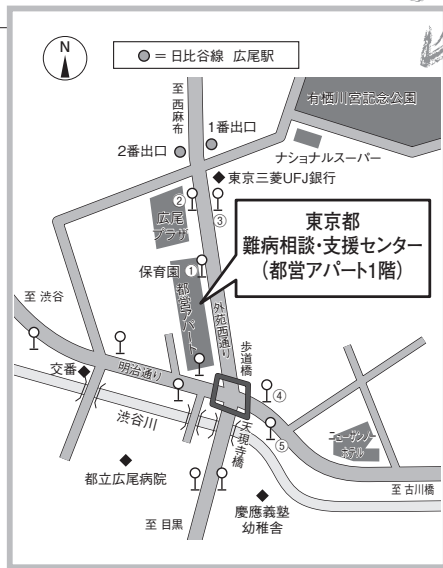 N
＝日比谷線 広尾駅
至 西麻布
有栖川宮記念公園
1番出口
2番出口
ナショナルスーパー
東京三菱UFJ銀行
②
広尾
プラザ
③
東京都
難病相談・支援センター
（都営アパート1階）
保育園
①
都営アパート
外苑西通り
至 渋谷
歩道橋
交番
明治通り
④
渋谷川
⑤
天現寺橋
ニューサンノー
ホテル
都立広尾病院
至 古川橋
慶應義塾
幼稚舎
至 目黒